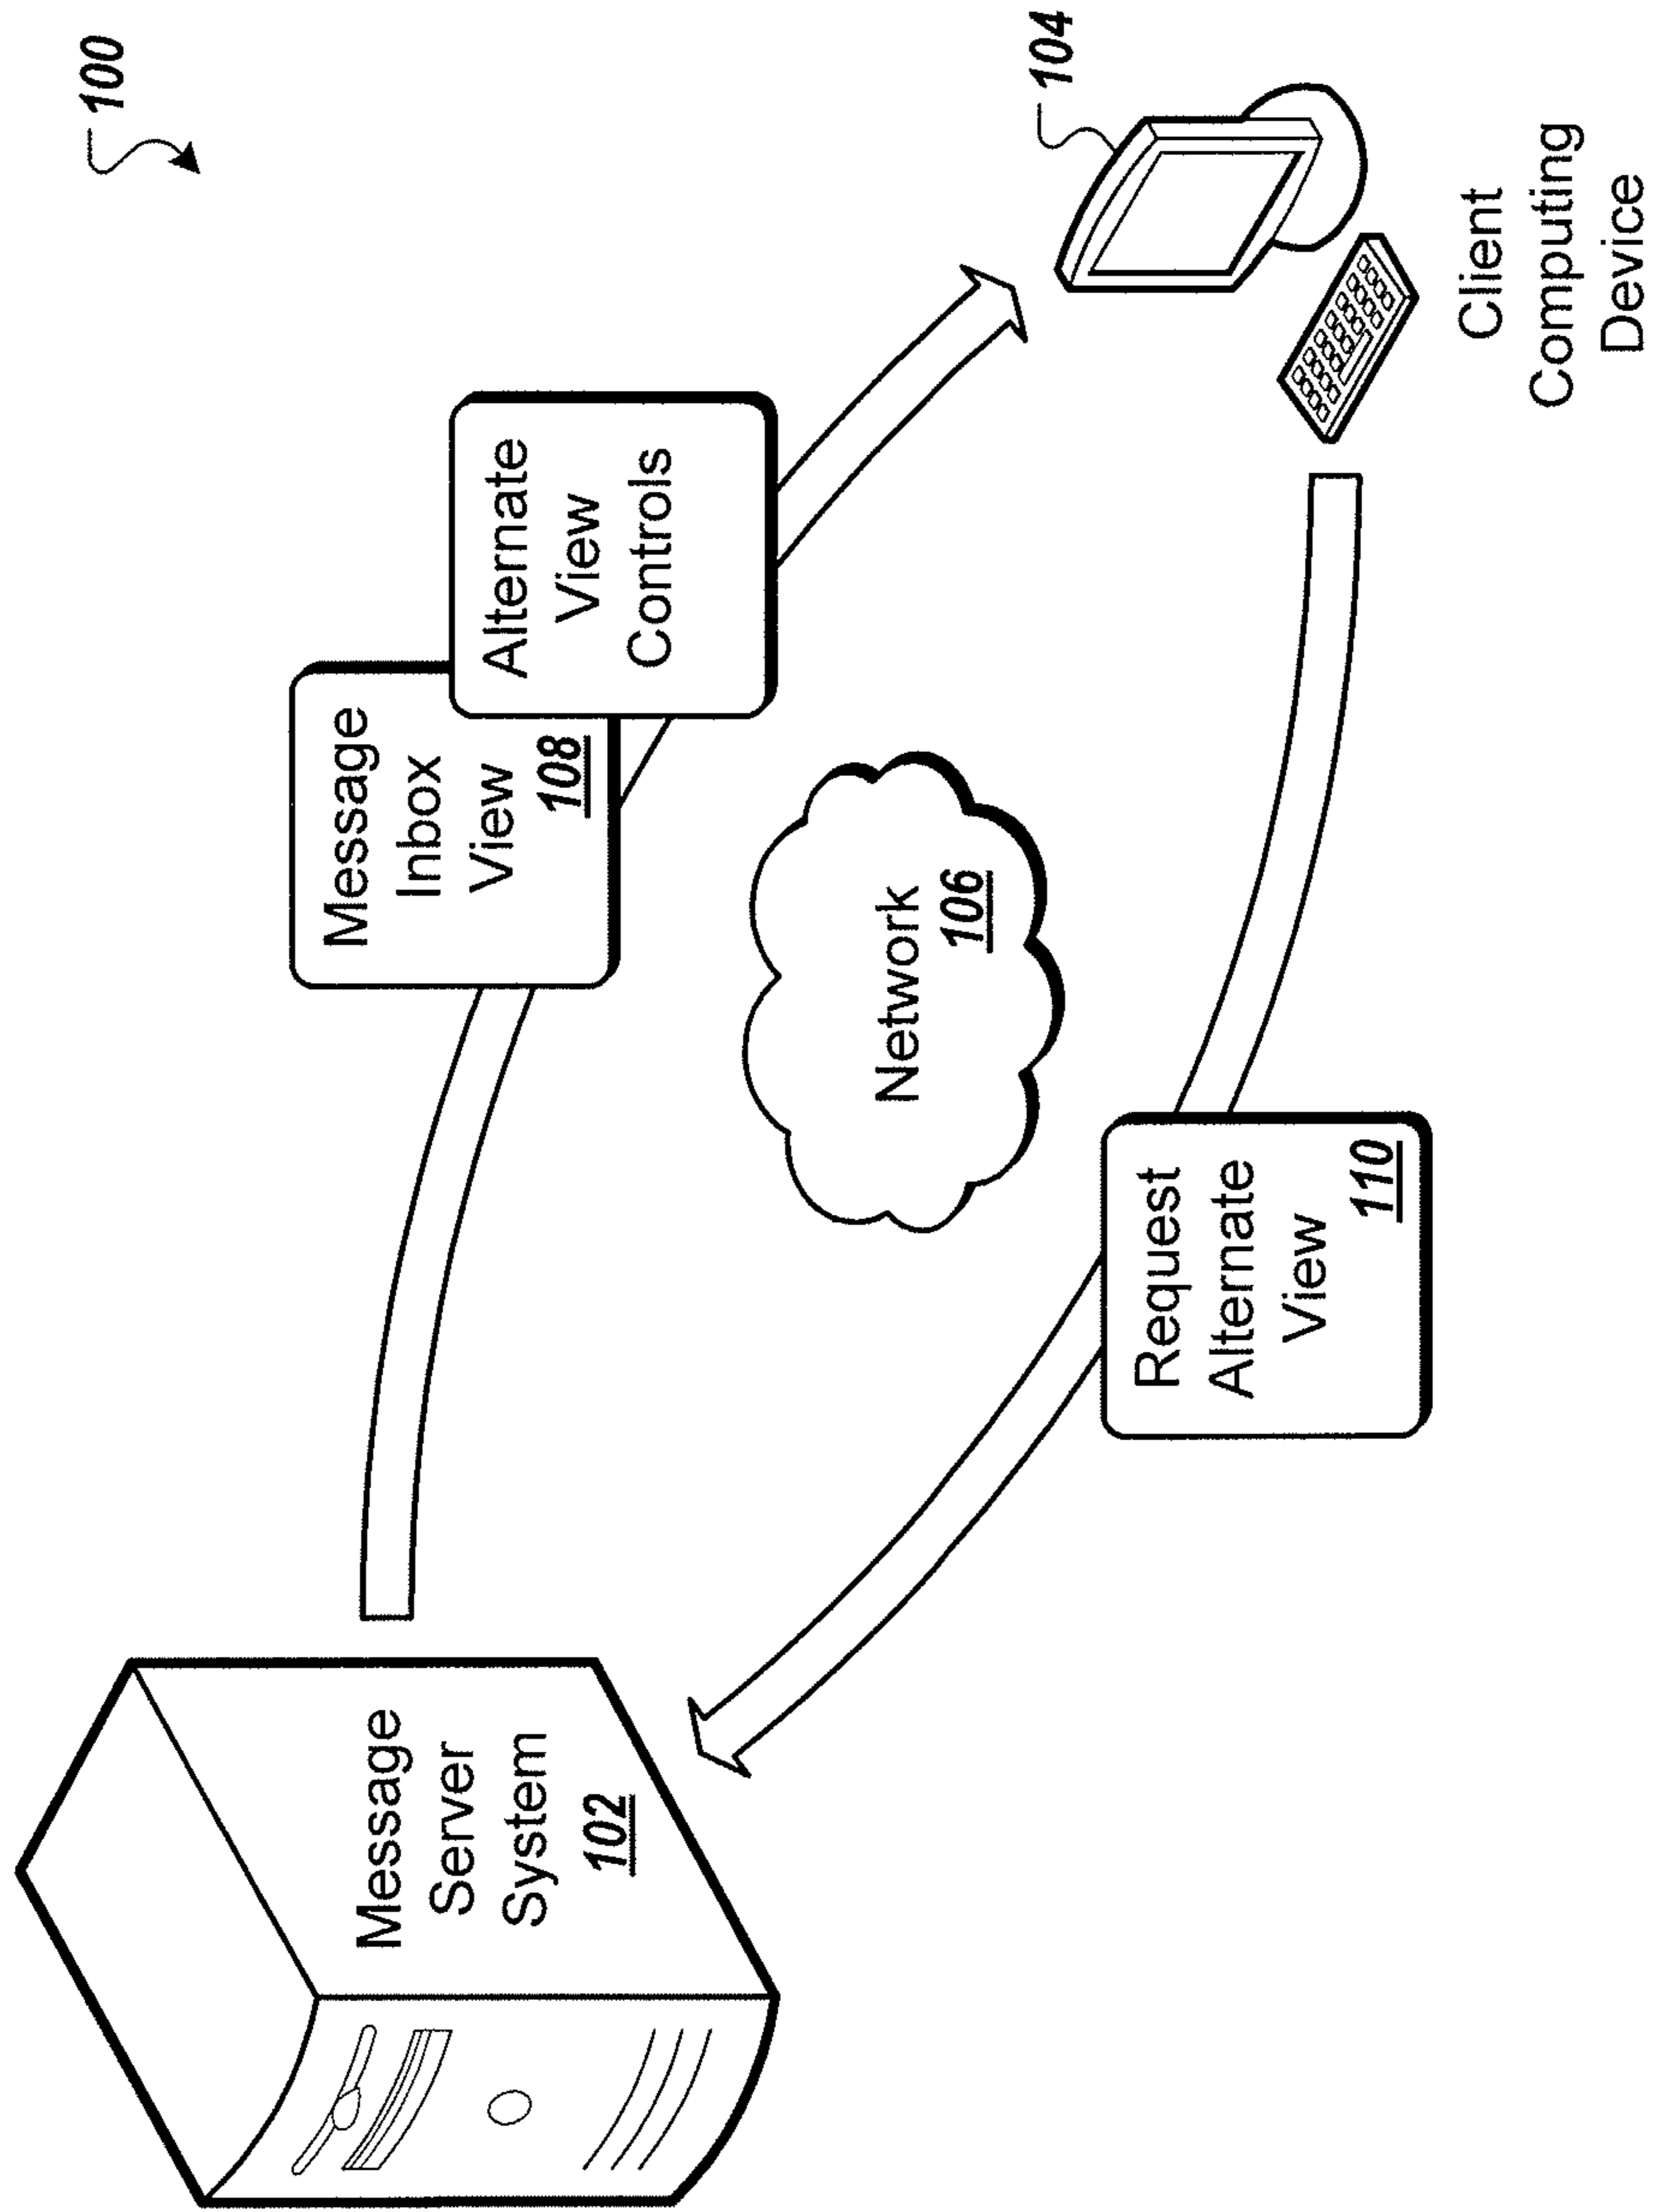 100
Message
Inbox
View
108
Alternate
View
Controls
104
Message
Server
System
102
Network
106
Client
Computing
Device
Request
Alternate
View
110